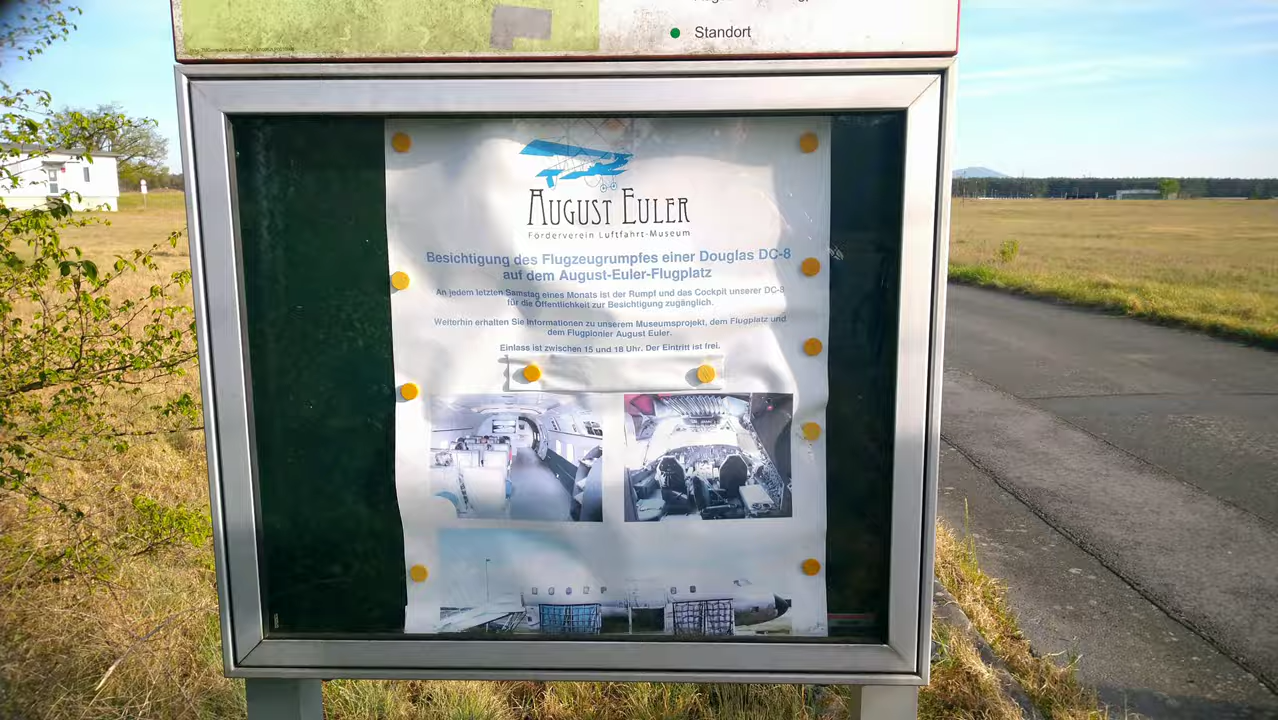 Standort
AUGUST EULER
Förderverein Luftfahrt-Museum
Besichtigung des Flugzeugrumpfes einer Douglas DC-8
auf dem August-Euler-Flugplatz
An jedem letzten Samstag eines Monats ist der Rumpf und das Cockpit unserer DC-8
für die Öffentlichkeit zur Besichtigung zugänglich.
Weiterhin erhalten Sie Informationen zu unserem Museumsprojekt, dem Flugplatz und
dem Flugpionier August Euler.
Einlass ist zwischen 15 und 18 Uhr. Der Eintritt ist frei.